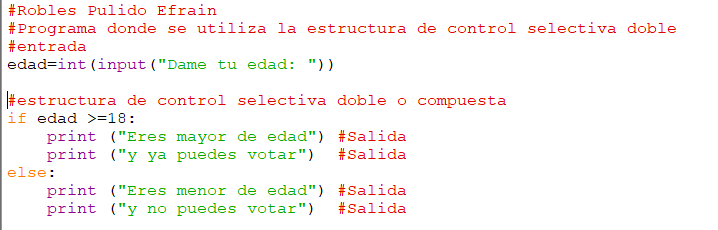 #Robles Pulido Efrain
#Programa donde se utiliza la estructura de control selectiva doble
#entrada
edad=int(input("Dame tu edad: "))
#estructura de control selectiva doble o compuesta
if edad >=18:
    print ("Eres mayor de edad") #Salida
    print ("y ya puedes votar")  #Salida
else:
    print ("Eres menor de edad") #Salida
    print ("y no puedes votar")  #Salida